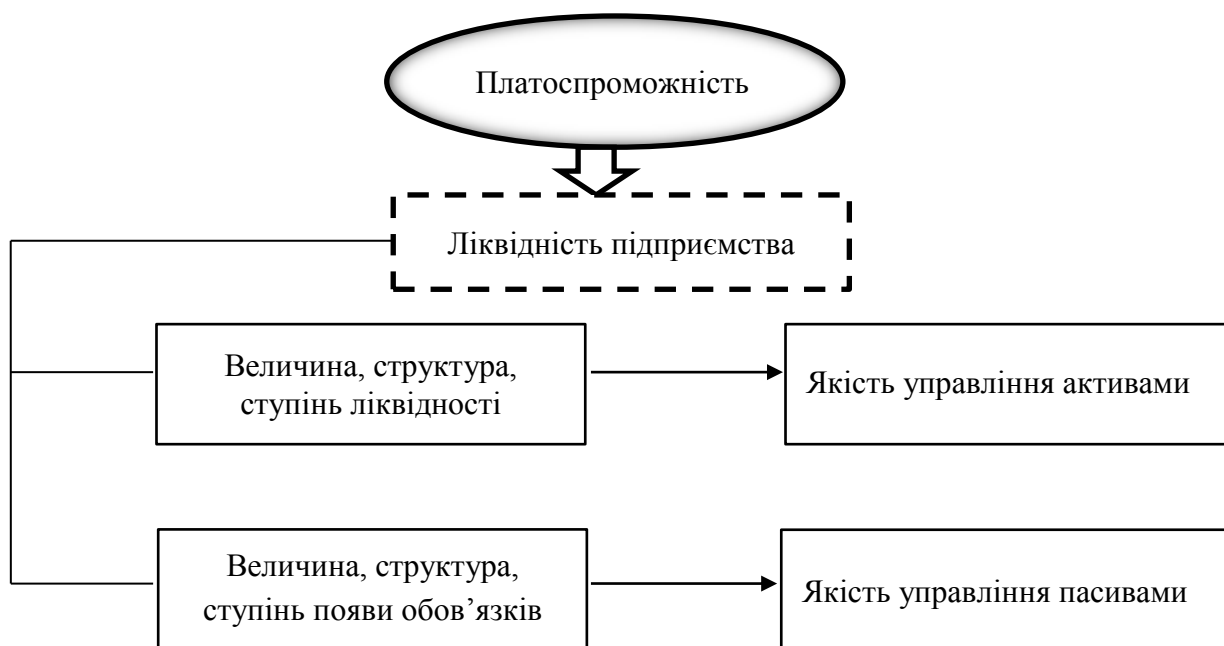 Платоспроможність
Ліквідність підприємства
Величина, структура,
ступінь ліквідності
Якість управління активами
Величина, структура,
ступінь появи обов’язків
Якість управління пасивами